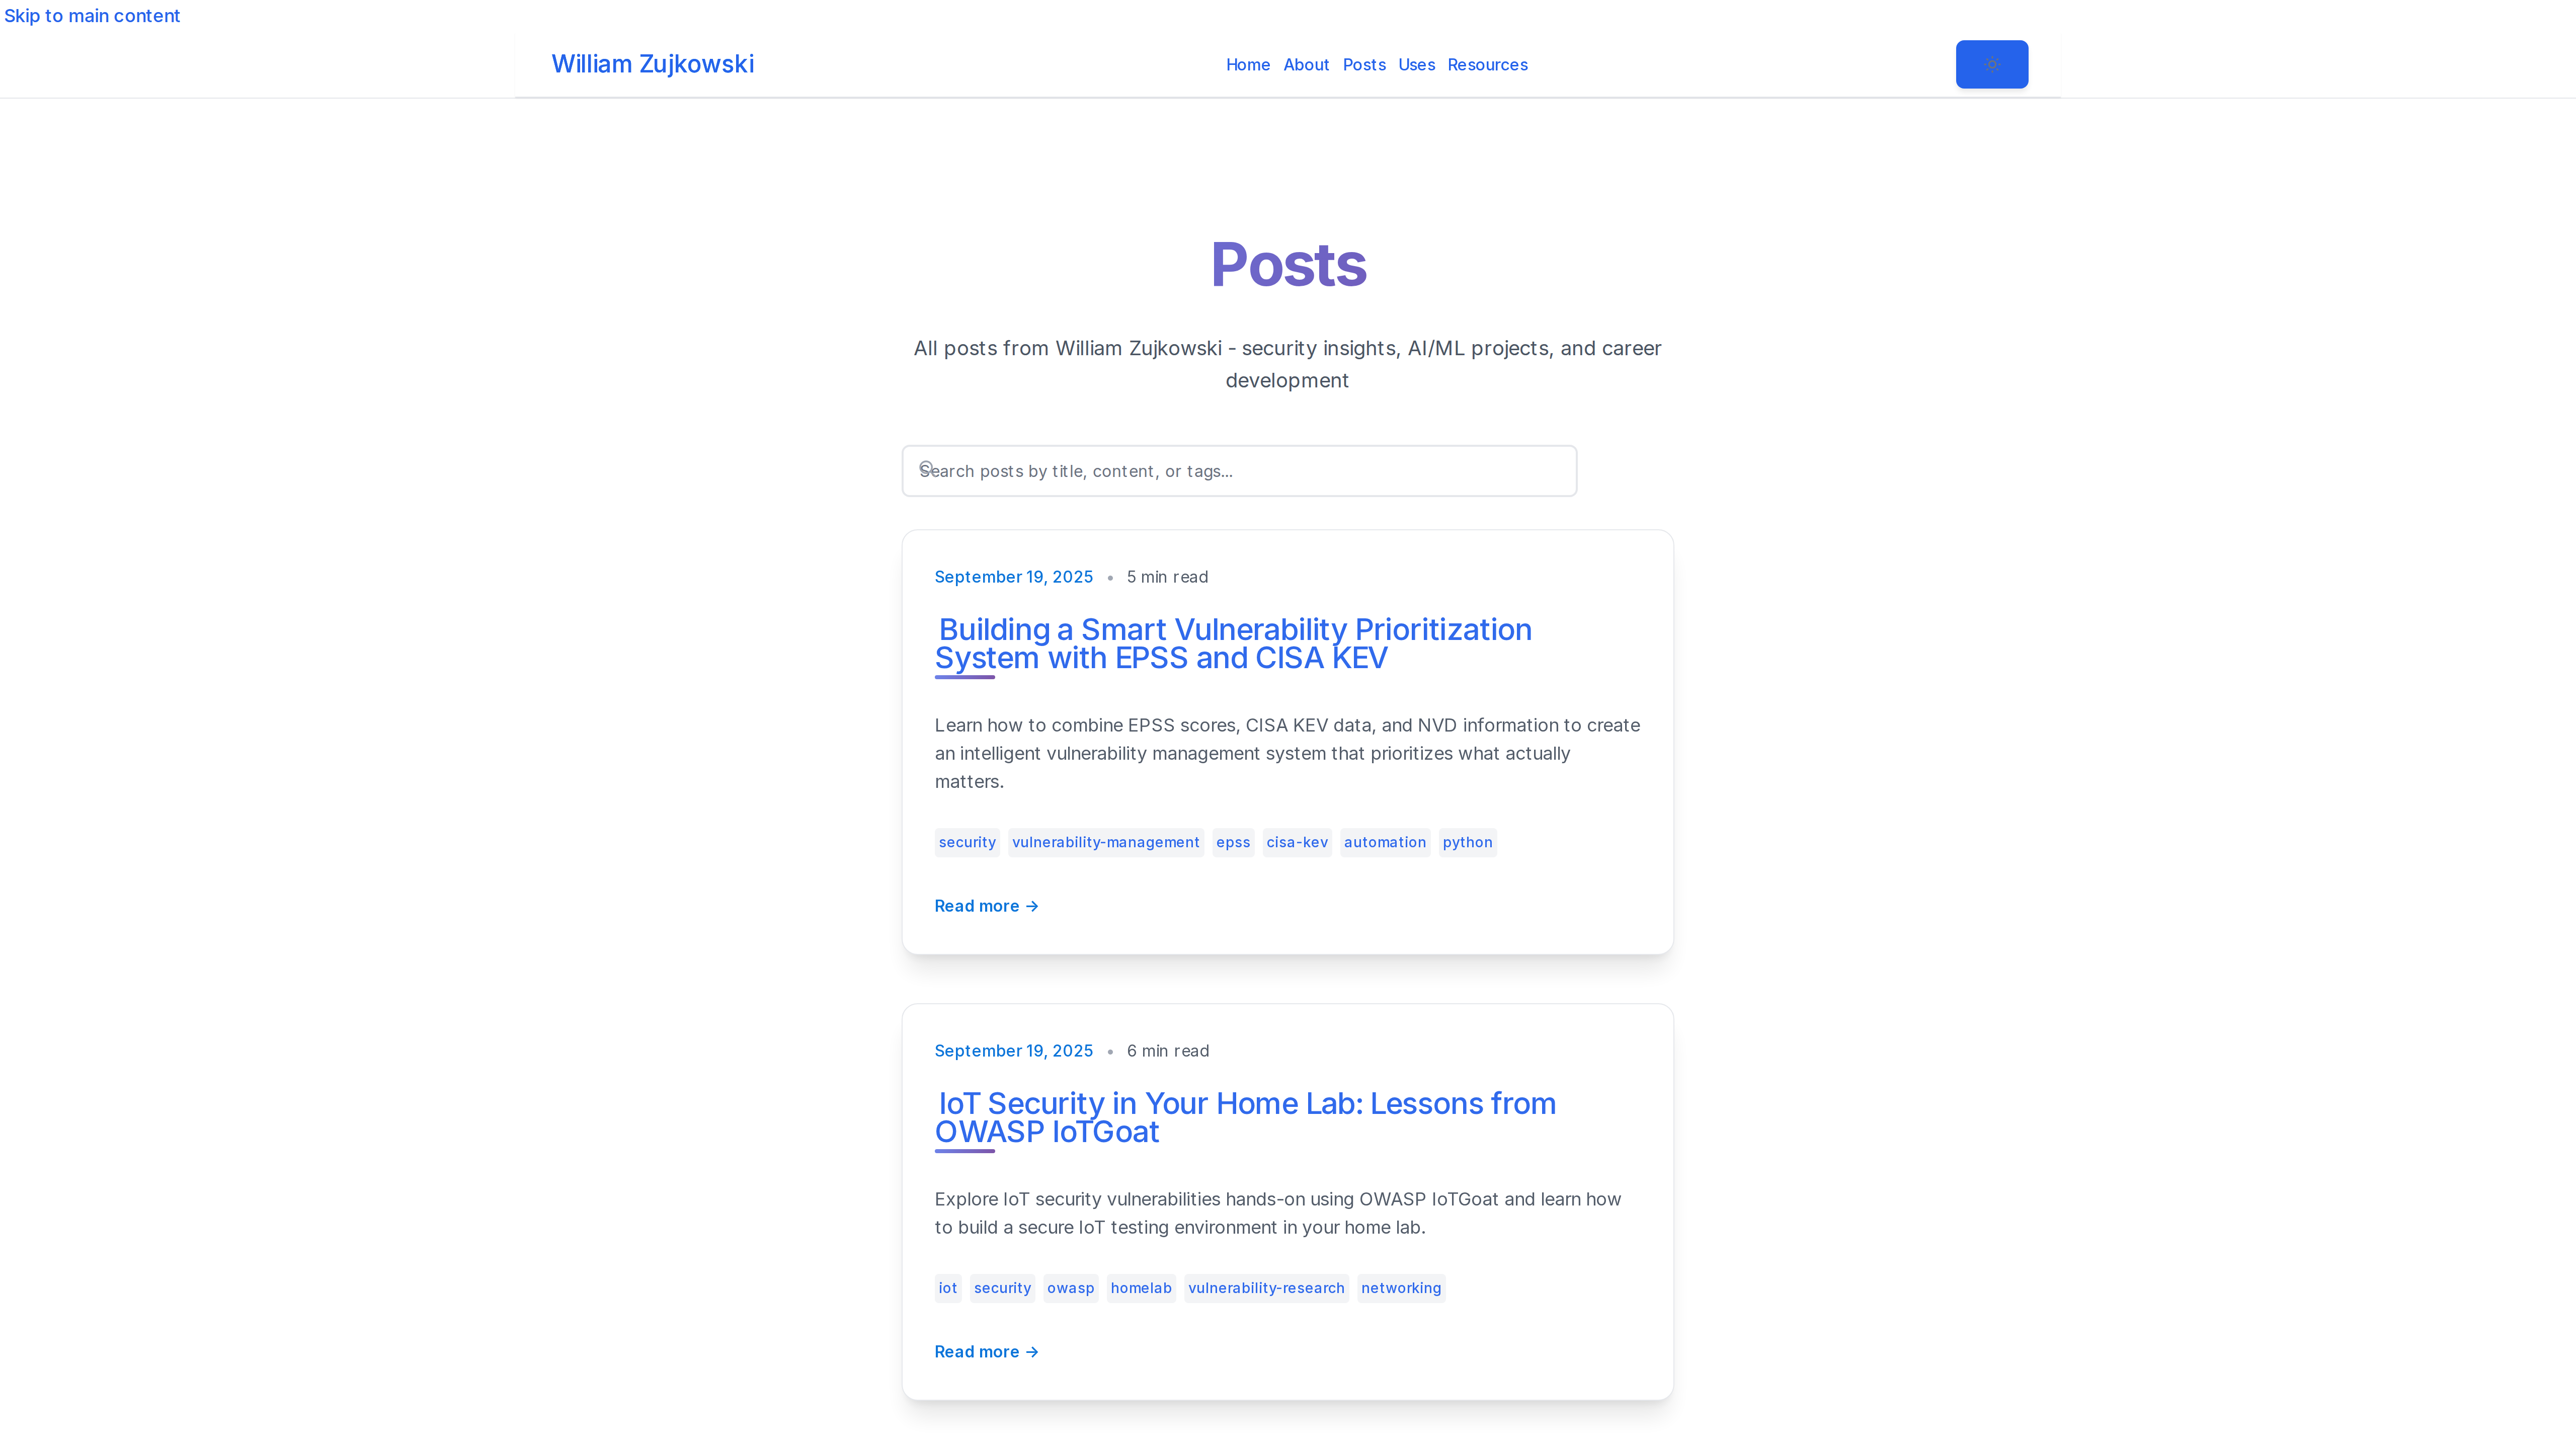 Skip to main content
William Zujkowski
Home About Posts Uses Resources
Posts
All posts from William Zujkowski - security insights, AI/ML projects, and career
development
Search posts by title, content, or tags...
September 19, 2025 • 5 min read
Building a Smart Vulnerability Prioritization
System with EPSS and CISA KEV
Learn how to combine EPSS scores, CISA KEV data, and NVD information to create
an intelligent vulnerability management system that prioritizes what actually
matters.
security vulnerability-management epss cisa-kev automation python
Read more →
September 19, 2025 • 6 min read
IoT Security in Your Home Lab: Lessons from
OWASP IoTGoat
Explore IoT security vulnerabilities hands-on using OWASP IoTGoat and learn how
to build a secure IoT testing environment in your home lab.
iot security owasp homelab vulnerability-research networking
Read more →